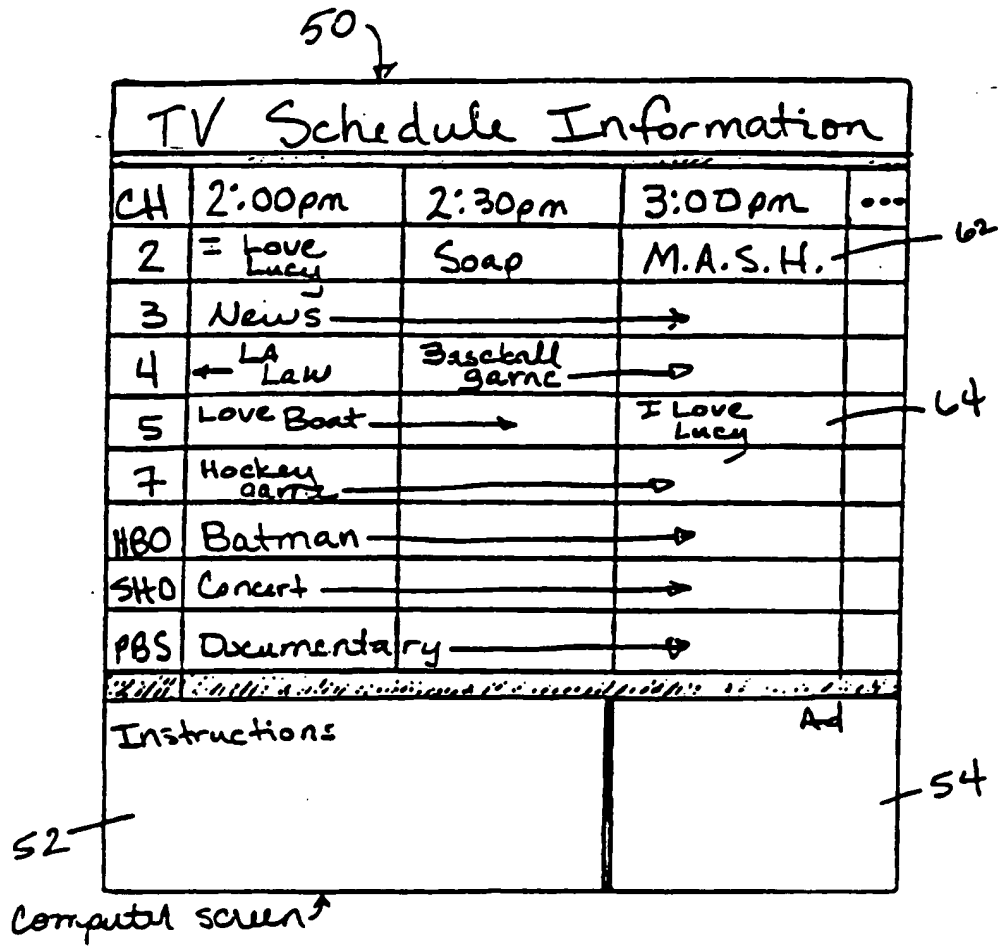 50
TV Schedule Information
CH 2:00pm 2:30pm 3:00pm ...
62
2 I Love Lucy Soap M.A.S.H.
3 News
4 LA Law Baseball game
5 Love Boat I Love Lucy 64
7 Hockey game
HBO Batman
SHO Concert
PBS Documentary
Instructions Ad
54
52
Computer screen